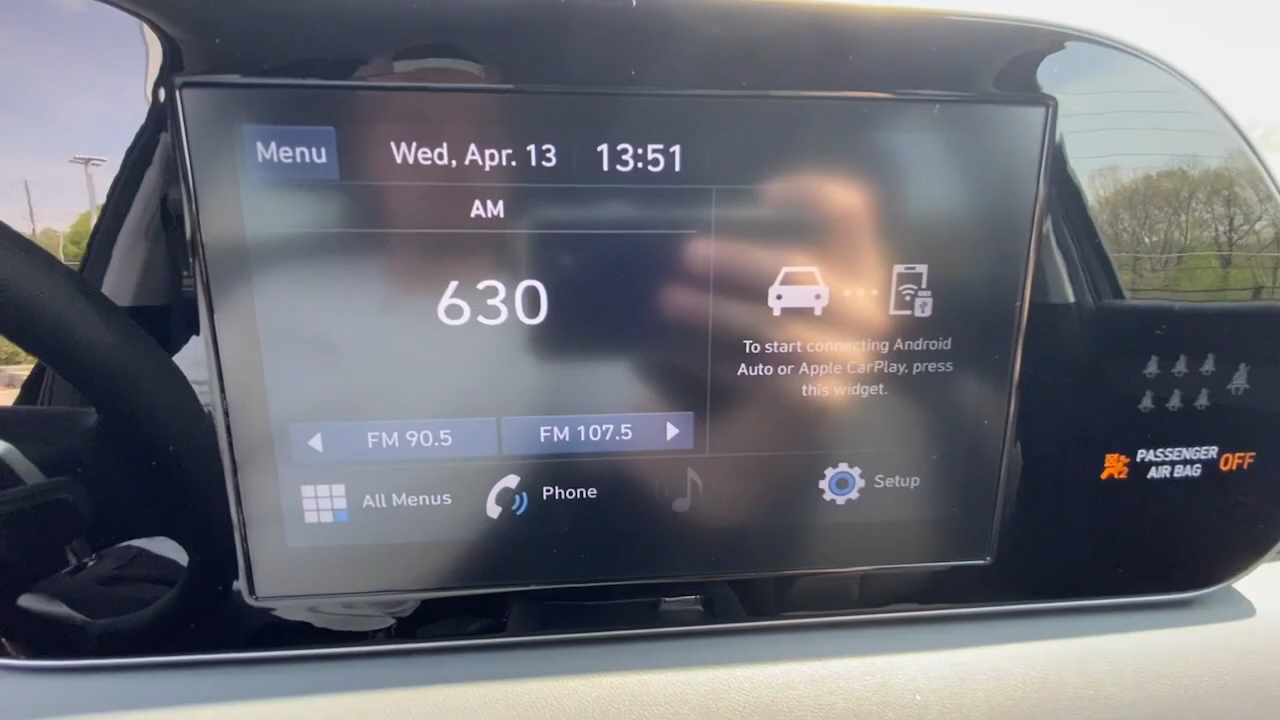 Menu
Wed, Apr. 13
13:51
AM
630
To start connecting Android
Auto or Apple CarPlay, press
this widget.
FM 90.5
FM 107.5
All Menus
Phone
Setup
PASSENGER
AIR BAG
OFF